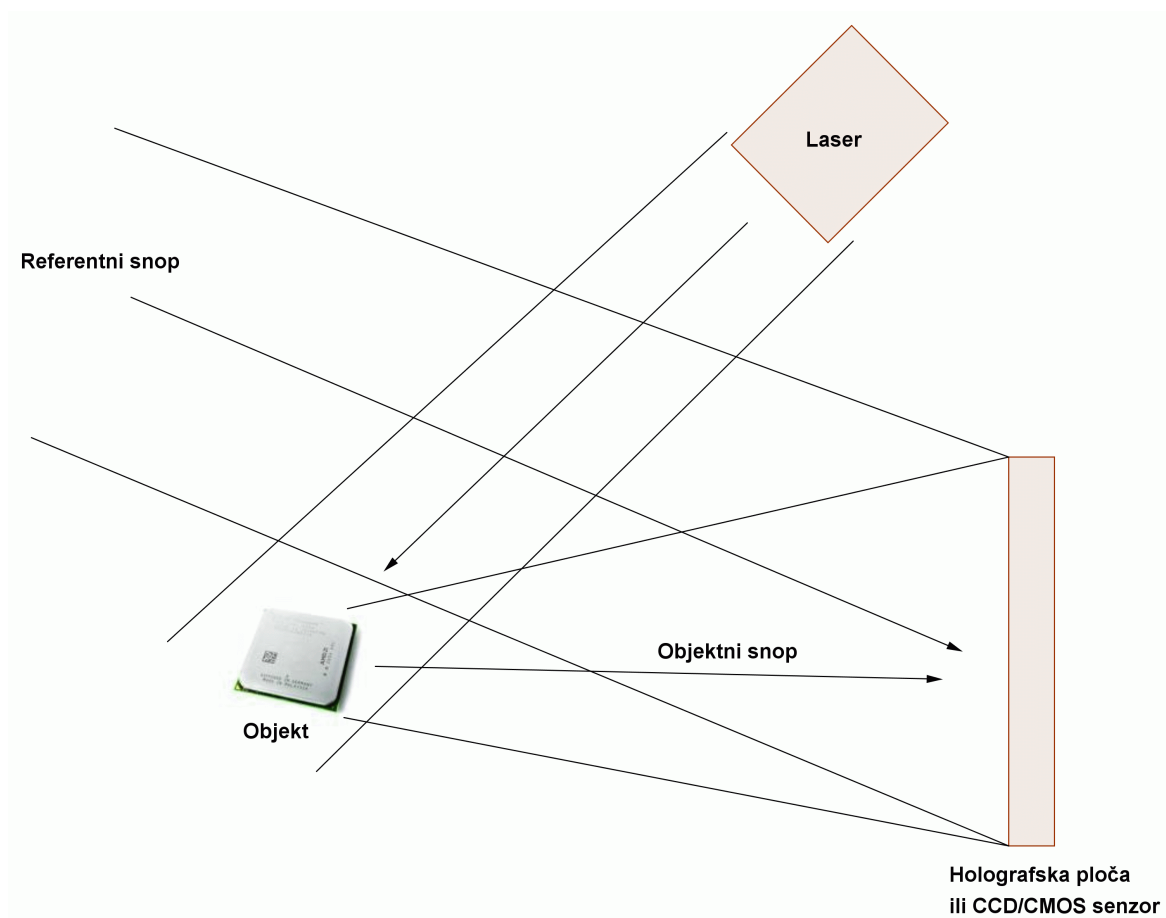 Laser
Referentni snop
Objektni snop
Objekt
Holografska ploča
ili CCD/CMOS senzor